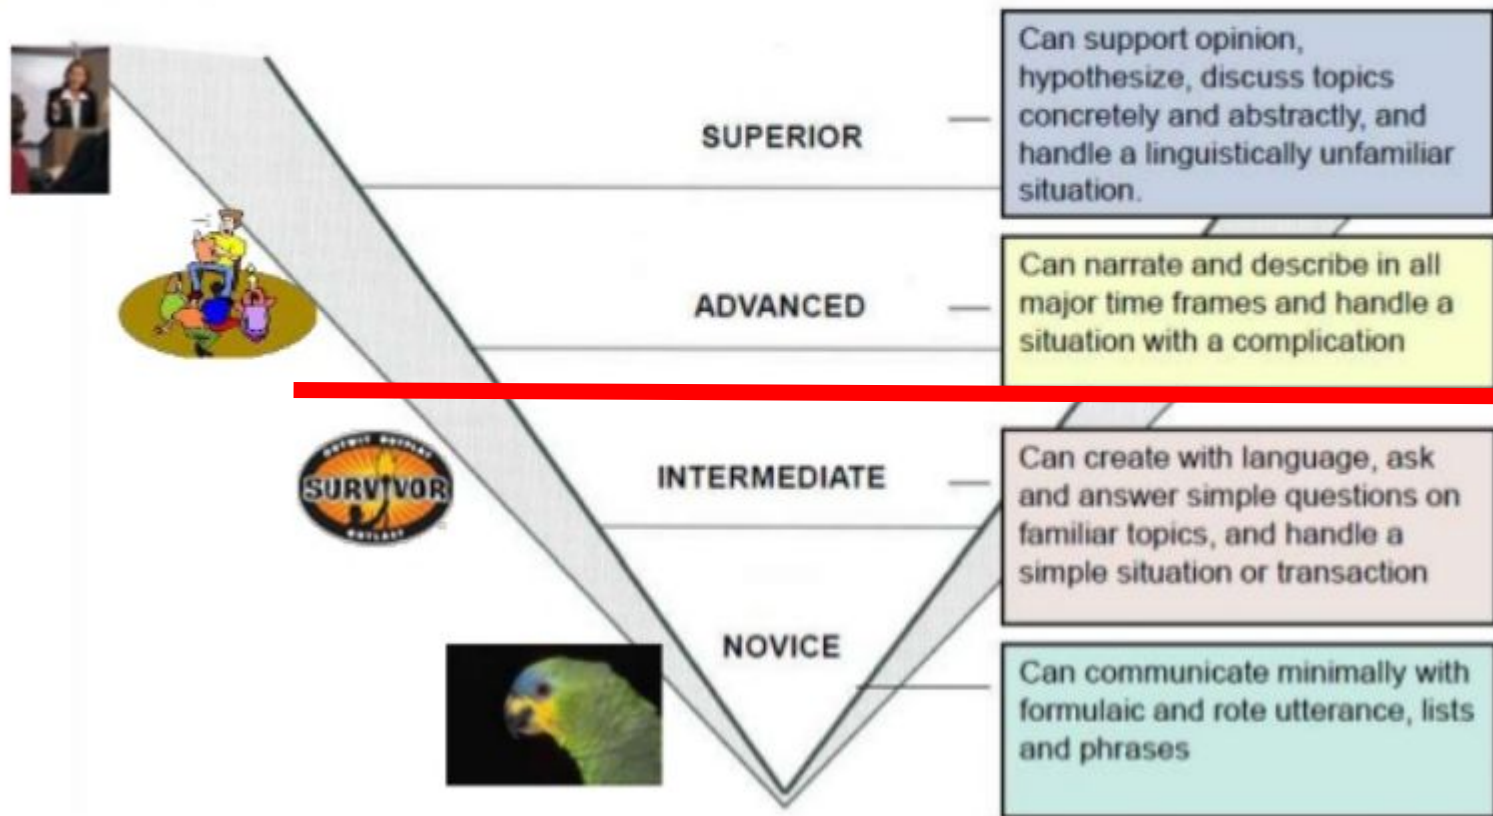 Can support opinion,
hypothesize, discuss topics
concretely and abstractly, and
handle a linguistically unfamiliar
situation.
SUPERIOR
Can narrate and describe in all
major time frames and handle a
situation with a complication
ADVANCED
SURVIVOR
OUTLAST
Can create with language, ask
and answer simple questions on
familiar topics, and handle a
simple situation or transaction
INTERMEDIATE
Can communicate minimally with
formulaic and rote utterance, lists
and phrases
NOVICE